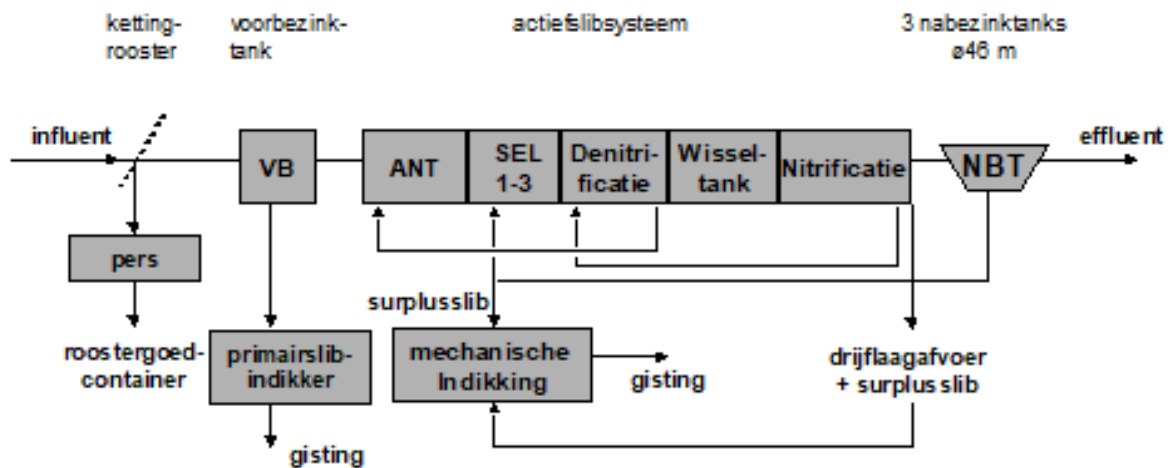 ketting-
rooster
voorbezink-
tank
actiefslibsysteem
3 nabezinktanks
ø46 m
influent
VB
ANT
SEL
1-3
Denitri-
ficatie
Wissel-
tank
Nitrificatie
NBT
effluent
pers
surplusslib
roostergoed-
container
primairslib-
indikker
mechanische
Indikking
gisting
drijflaagafvoer
+ surplusslib
gisting